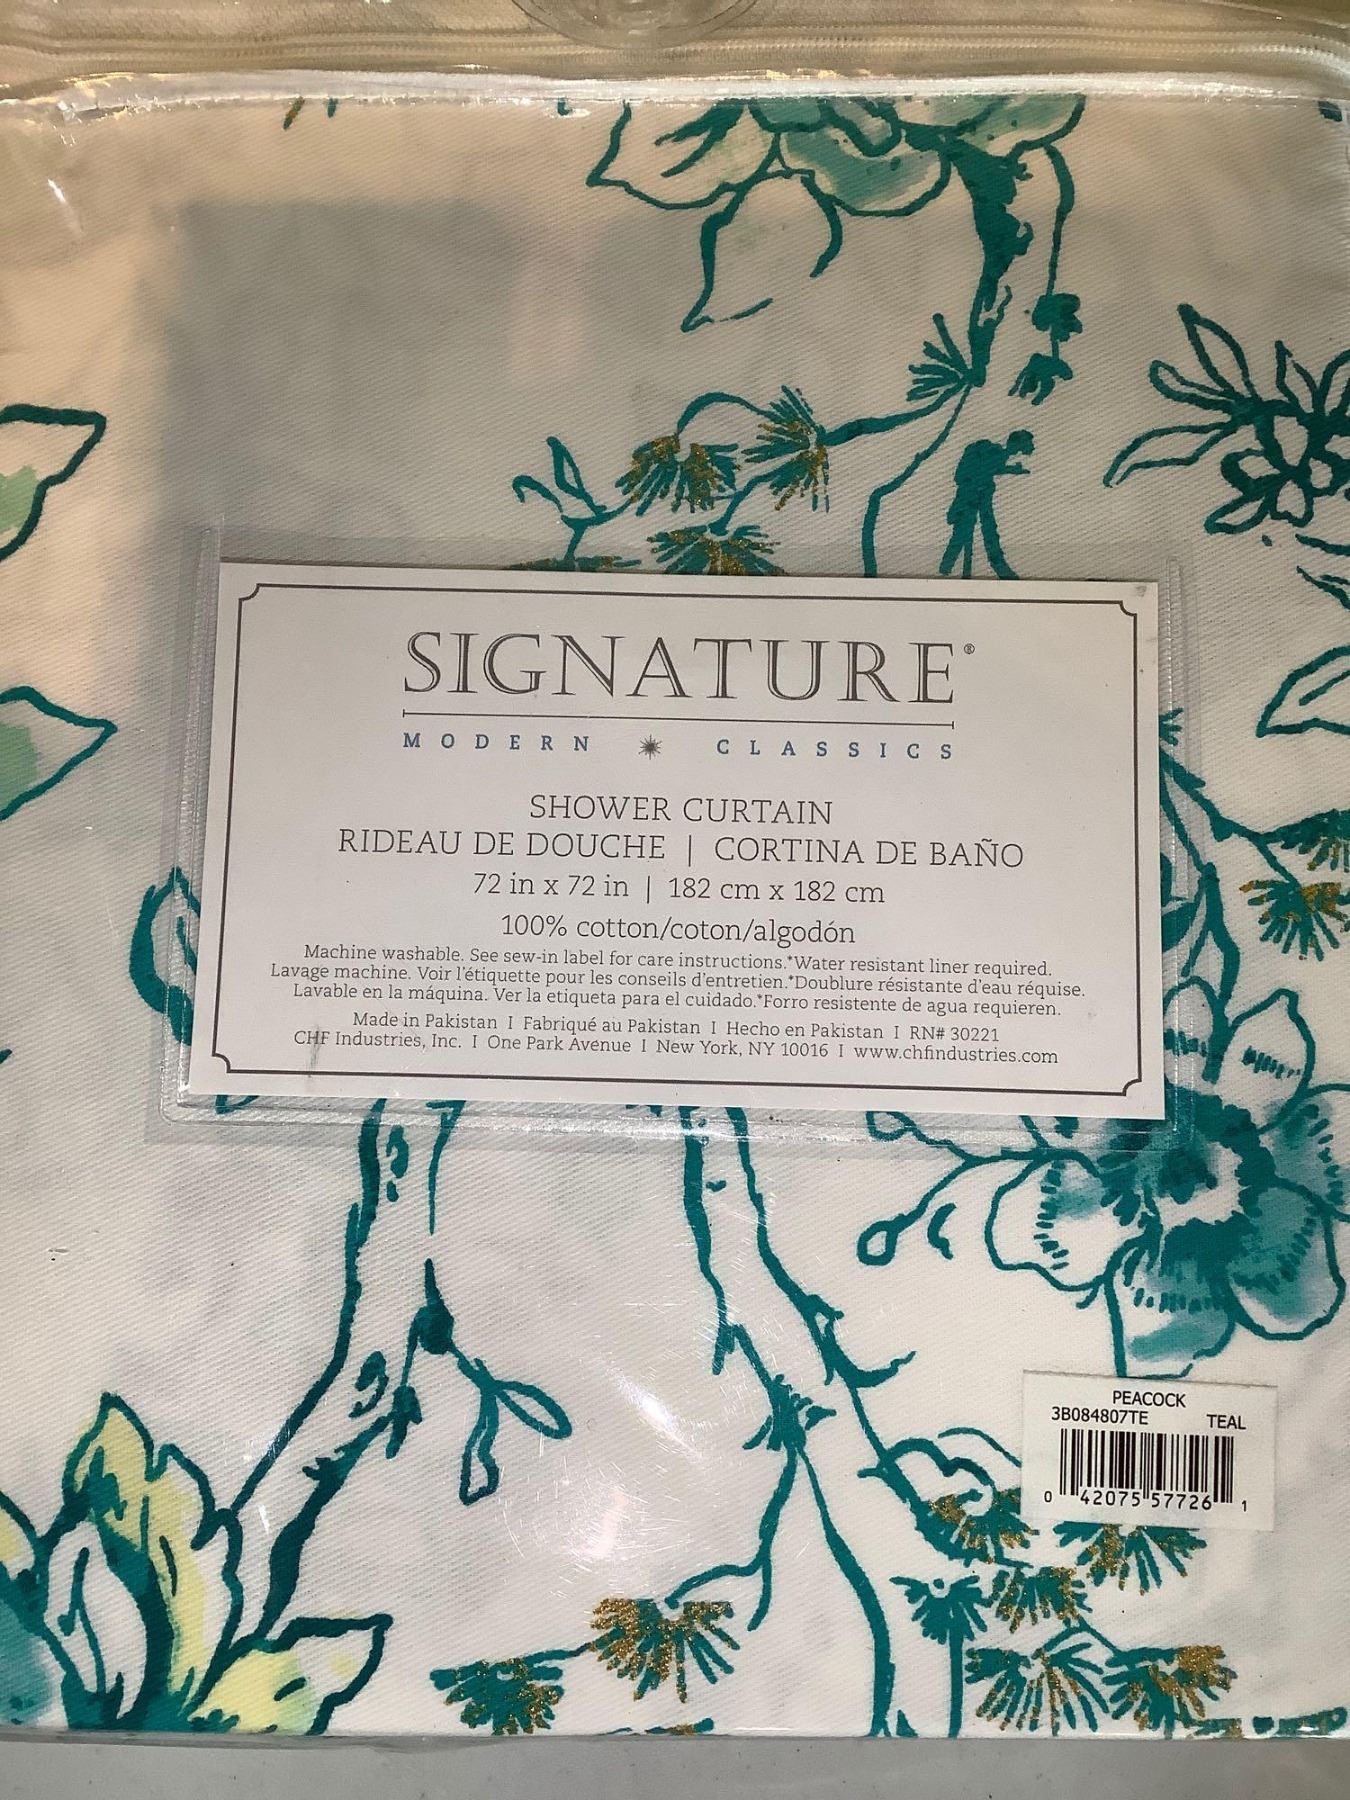 SIGNATURE®
MODERN CLASSICS
SHOWER CURTAIN
RIDEAU DE DOUCHE | CORTINA DE BAÑO
72 in x 72 in | 182 cm x 182 cm
100% cotton/coton/algodón
Machine washable. See sew-in label for care instructions.*Water resistant liner required.
Lavage machine. Voir l'étiquette pour les conseils d'entretien.*Doublure résistante d'eau réquise.
Lavable en la máquina. Ver la etiqueta para el cuidado.*Forro resistente de agua requieren.
Made in Pakistan I Fabriqué au Pakistan I Hecho en Pakistan I RN# 30221
CHF Industries, Inc. I One Park Avenue I New York, NY 10016 I www.chfindustries.com
PEACOCK
3B084807TE TEAL
0 42075 57726 1